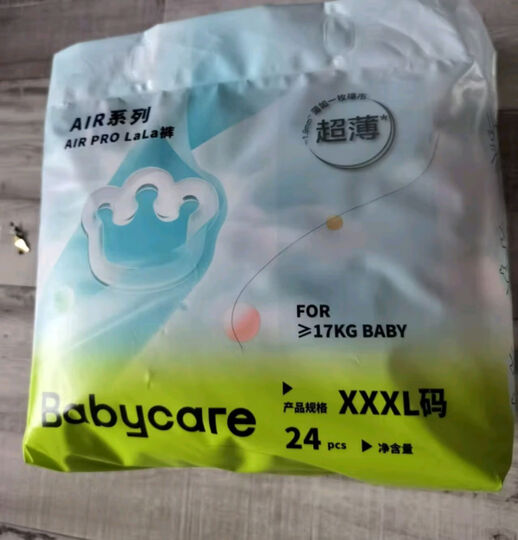 AIR系列
AIR PRO LaLa裤
超薄*
FOR
≥17KG BABY
Babycare
产品规格 XXXL码
24 pcs 净含量